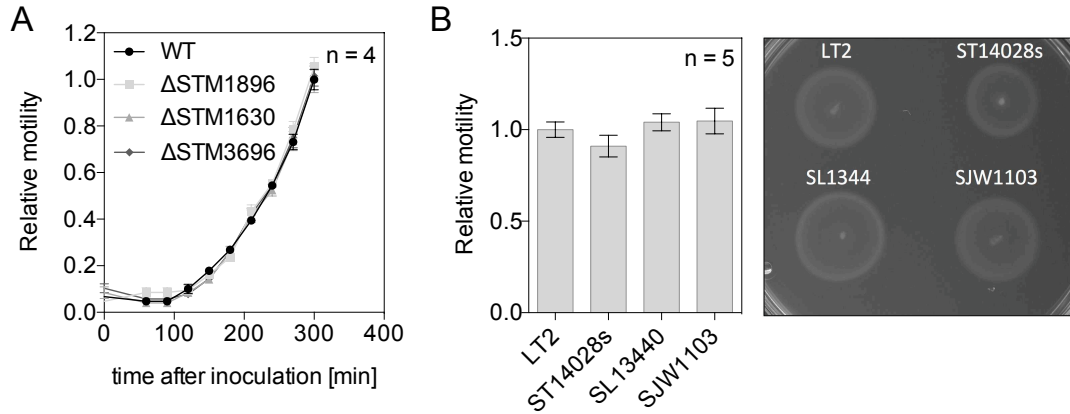 A
Relative motility
1.2
1.0
0.8
0.6
0.4
0.2
0.0
WT
ΔSTM1896
ΔSTM1630
ΔSTM3696
n = 4
0
100
200
300
400
time after inoculation [min]
B
Relative motility
1.5
1.0
0.5
0.0
n = 5
LT2
ST14028s
SL13440
SJW1103
LT2
ST14028s
SL1344
SJW1103